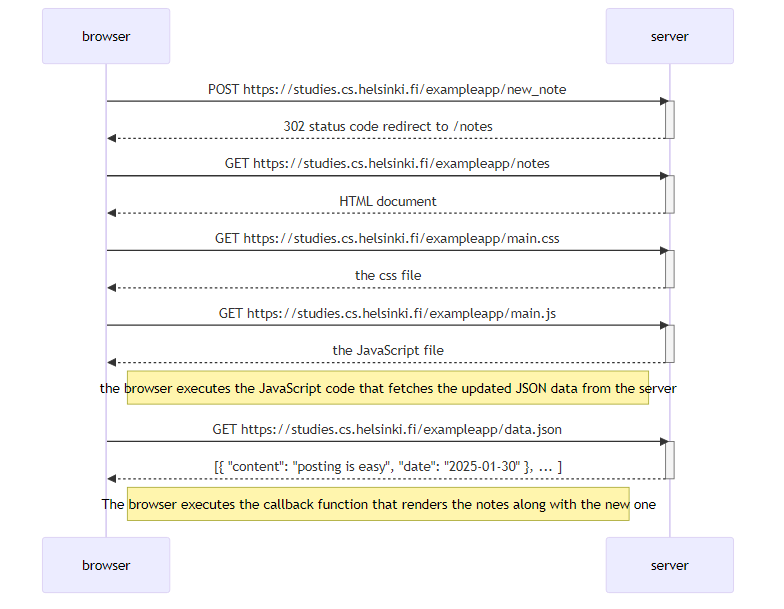 browser
server
POST https://studies.cs.helsinki.fi/exampleapp/new_note
302 status code redirect to /notes
GET https://studies.cs.helsinki.fi/exampleapp/notes
HTML document
GET https://studies.cs.helsinki.fi/exampleapp/main.css
the css file
GET https://studies.cs.helsinki.fi/exampleapp/main.js
the JavaScript file
the browser executes the JavaScript code that fetches the updated JSON data from the server
GET https://studies.cs.helsinki.fi/exampleapp/data.json
[{ "content": "posting is easy", "date": "2025-01-30" }, ... ]
The browser executes the callback function that renders the notes along with the new one
browser
server